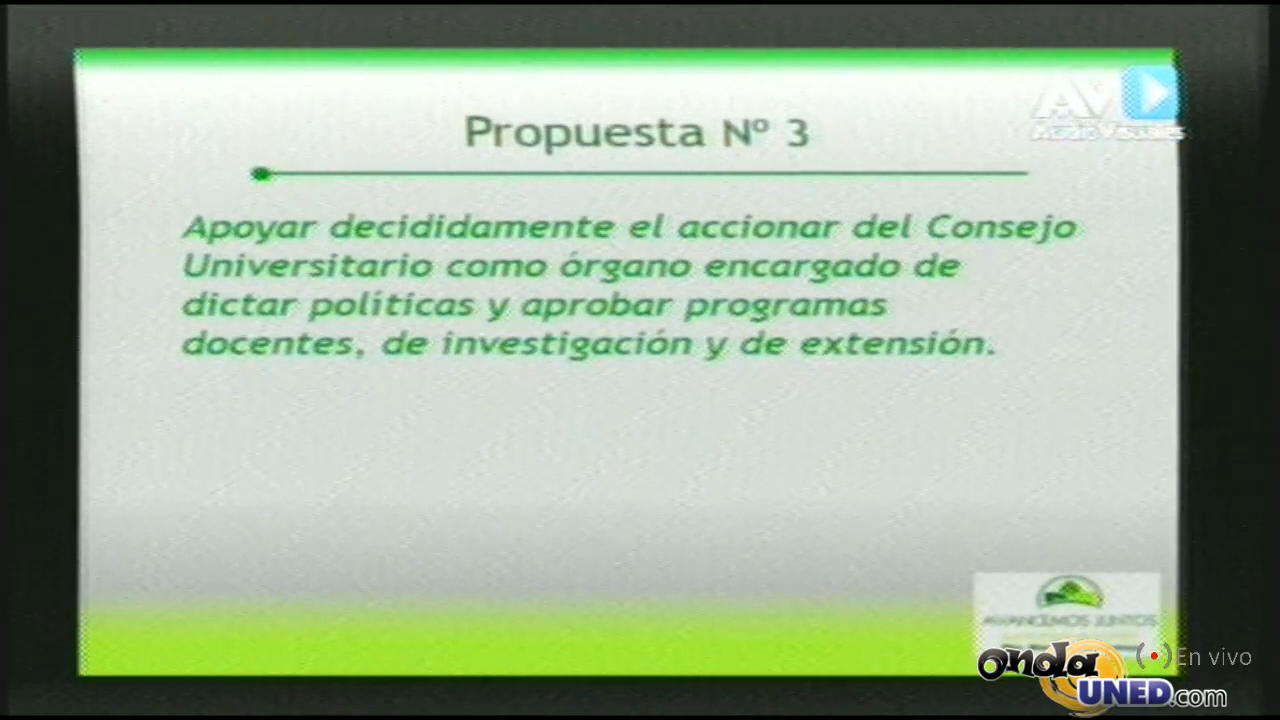 Propuesta Nº 3
AV
Audio Visuales
Apoyar decididamente el accionar del Consejo
Universitario como órgano encargado de
dictar políticas y aprobar programas
docentes, de investigación y de extensión.
AVANCEMOS JUNTOS
onda
UNED.com
En vivo